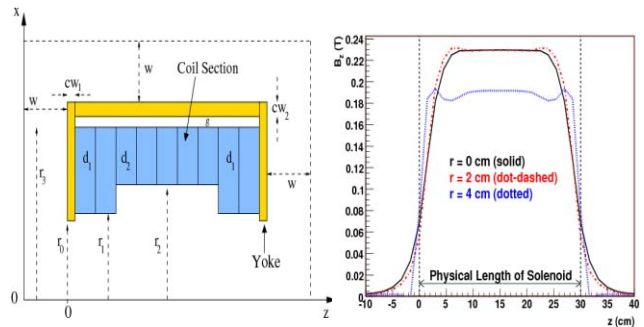 x
w
cw1
w
Coil Section
cw2
g
d1
d2
d1
r3
w
r0
r1
r2
Yoke
0
0
z
Bz (T)
0.24
0.22
0.2
0.18
0.16
0.14
0.12
0.1
0.08
0.06
0.04
0.02
0
r = 0 cm (solid)
r = 2 cm (dot-dashed)
r = 4 cm (dotted)
Physical Length of Solenoid
-10 -5 0 5 10 15 20 25 30 35 40
z (cm)